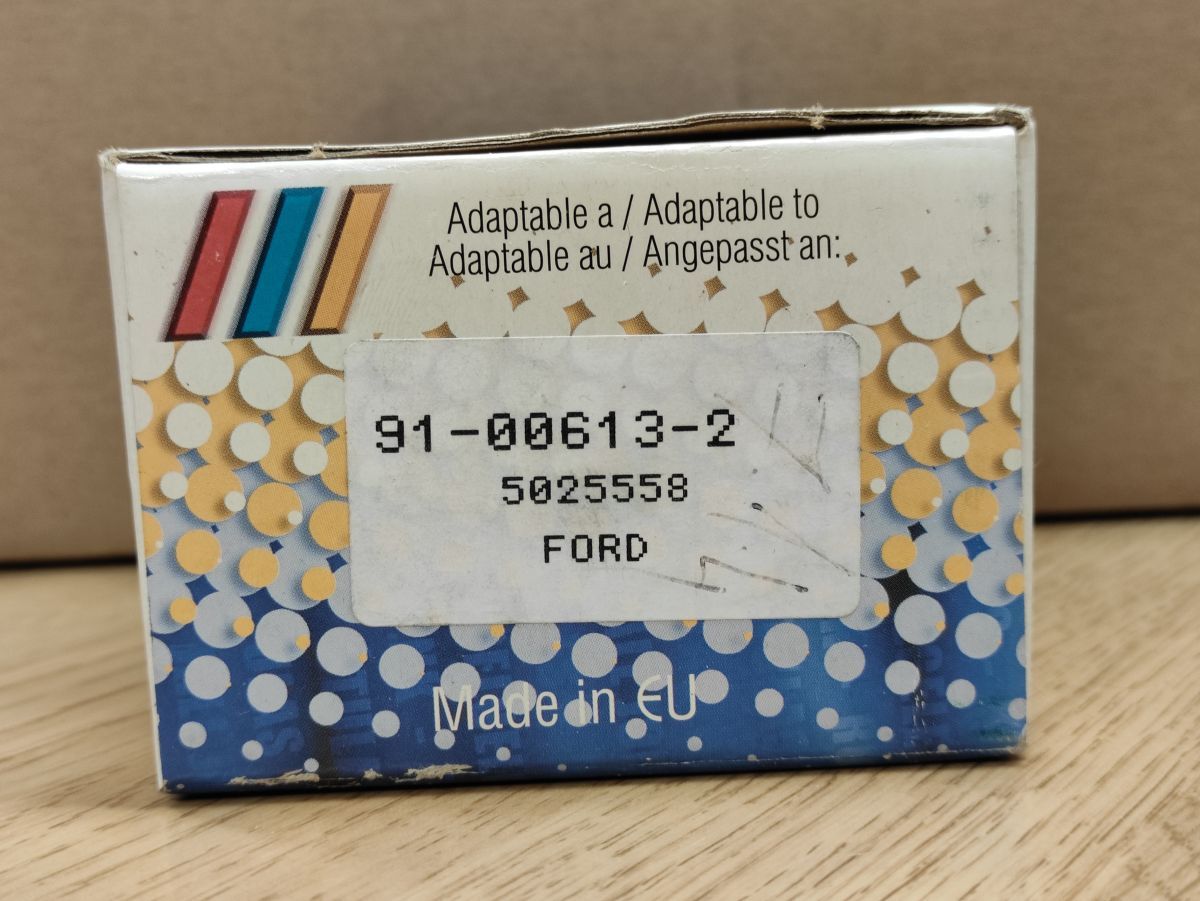 Adaptable a / Adaptable to
Adaptable au / Angepasst an:
91-00613-2
5025558
FORD
Made in EU